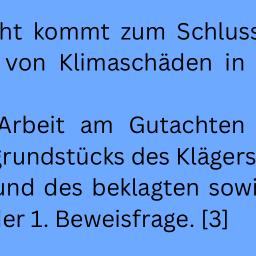 ht kommt zum Schluss
von Klimaschäden in
Arbeit am Gutachten
grundstücks des Klägers
und des beklagten sowi
der 1. Beweisfrage. [3]